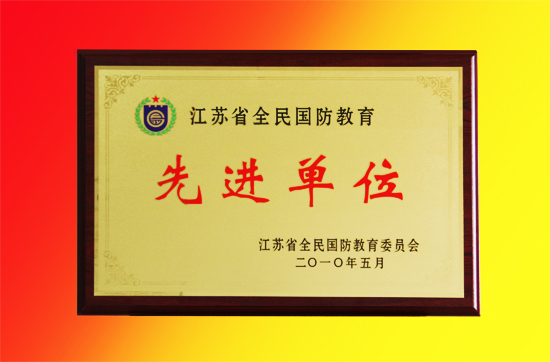 江苏省全民国防教育
先进单位
江苏省全民国防教育委员会
二〇一〇年五月